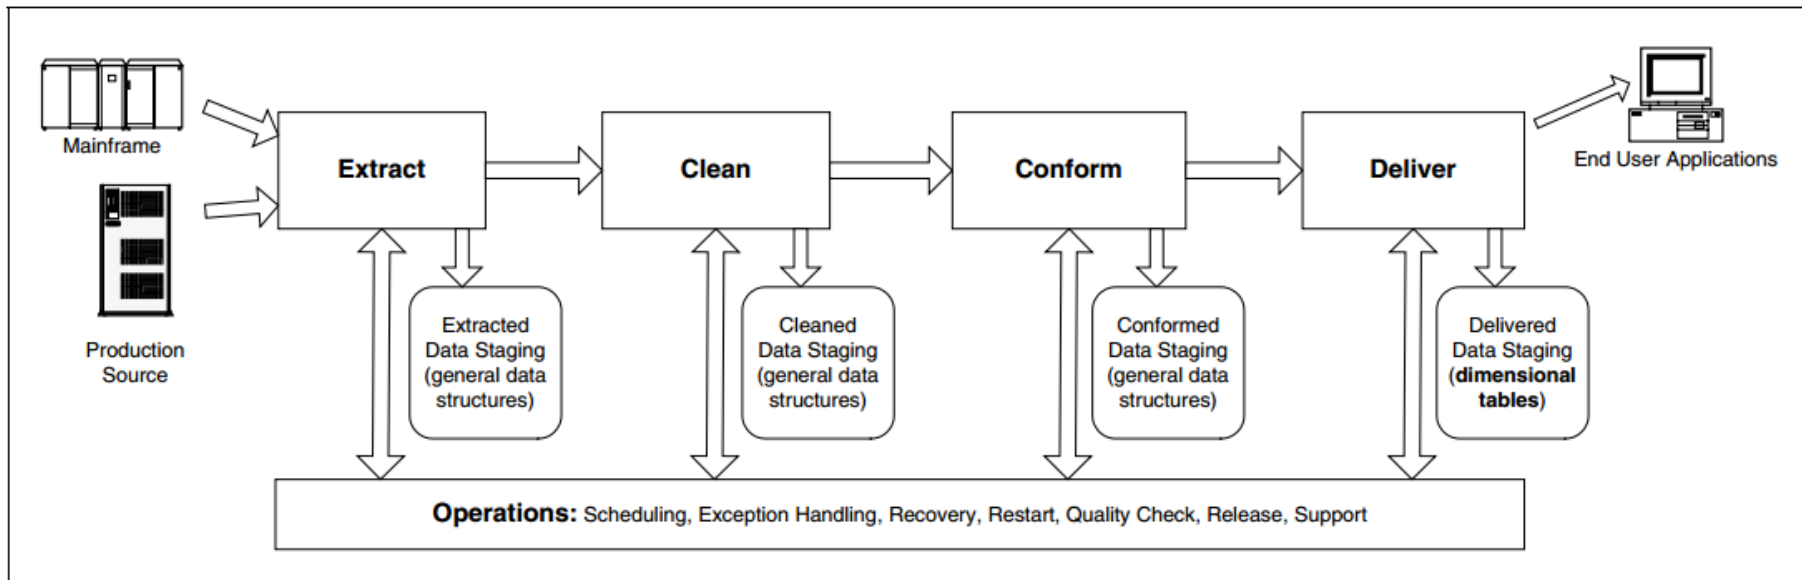 Mainframe
Production
Source
Extract
Clean
Conform
Deliver
End User Applications
Extracted
Data Staging
(general data
structures)
Cleaned
Data Staging
(general data
structures)
Conformed
Data Staging
(general data
structures)
Delivered
Data Staging
(dimensional
tables)
Operations: Scheduling, Exception Handling, Recovery, Restart, Quality Check, Release, Support